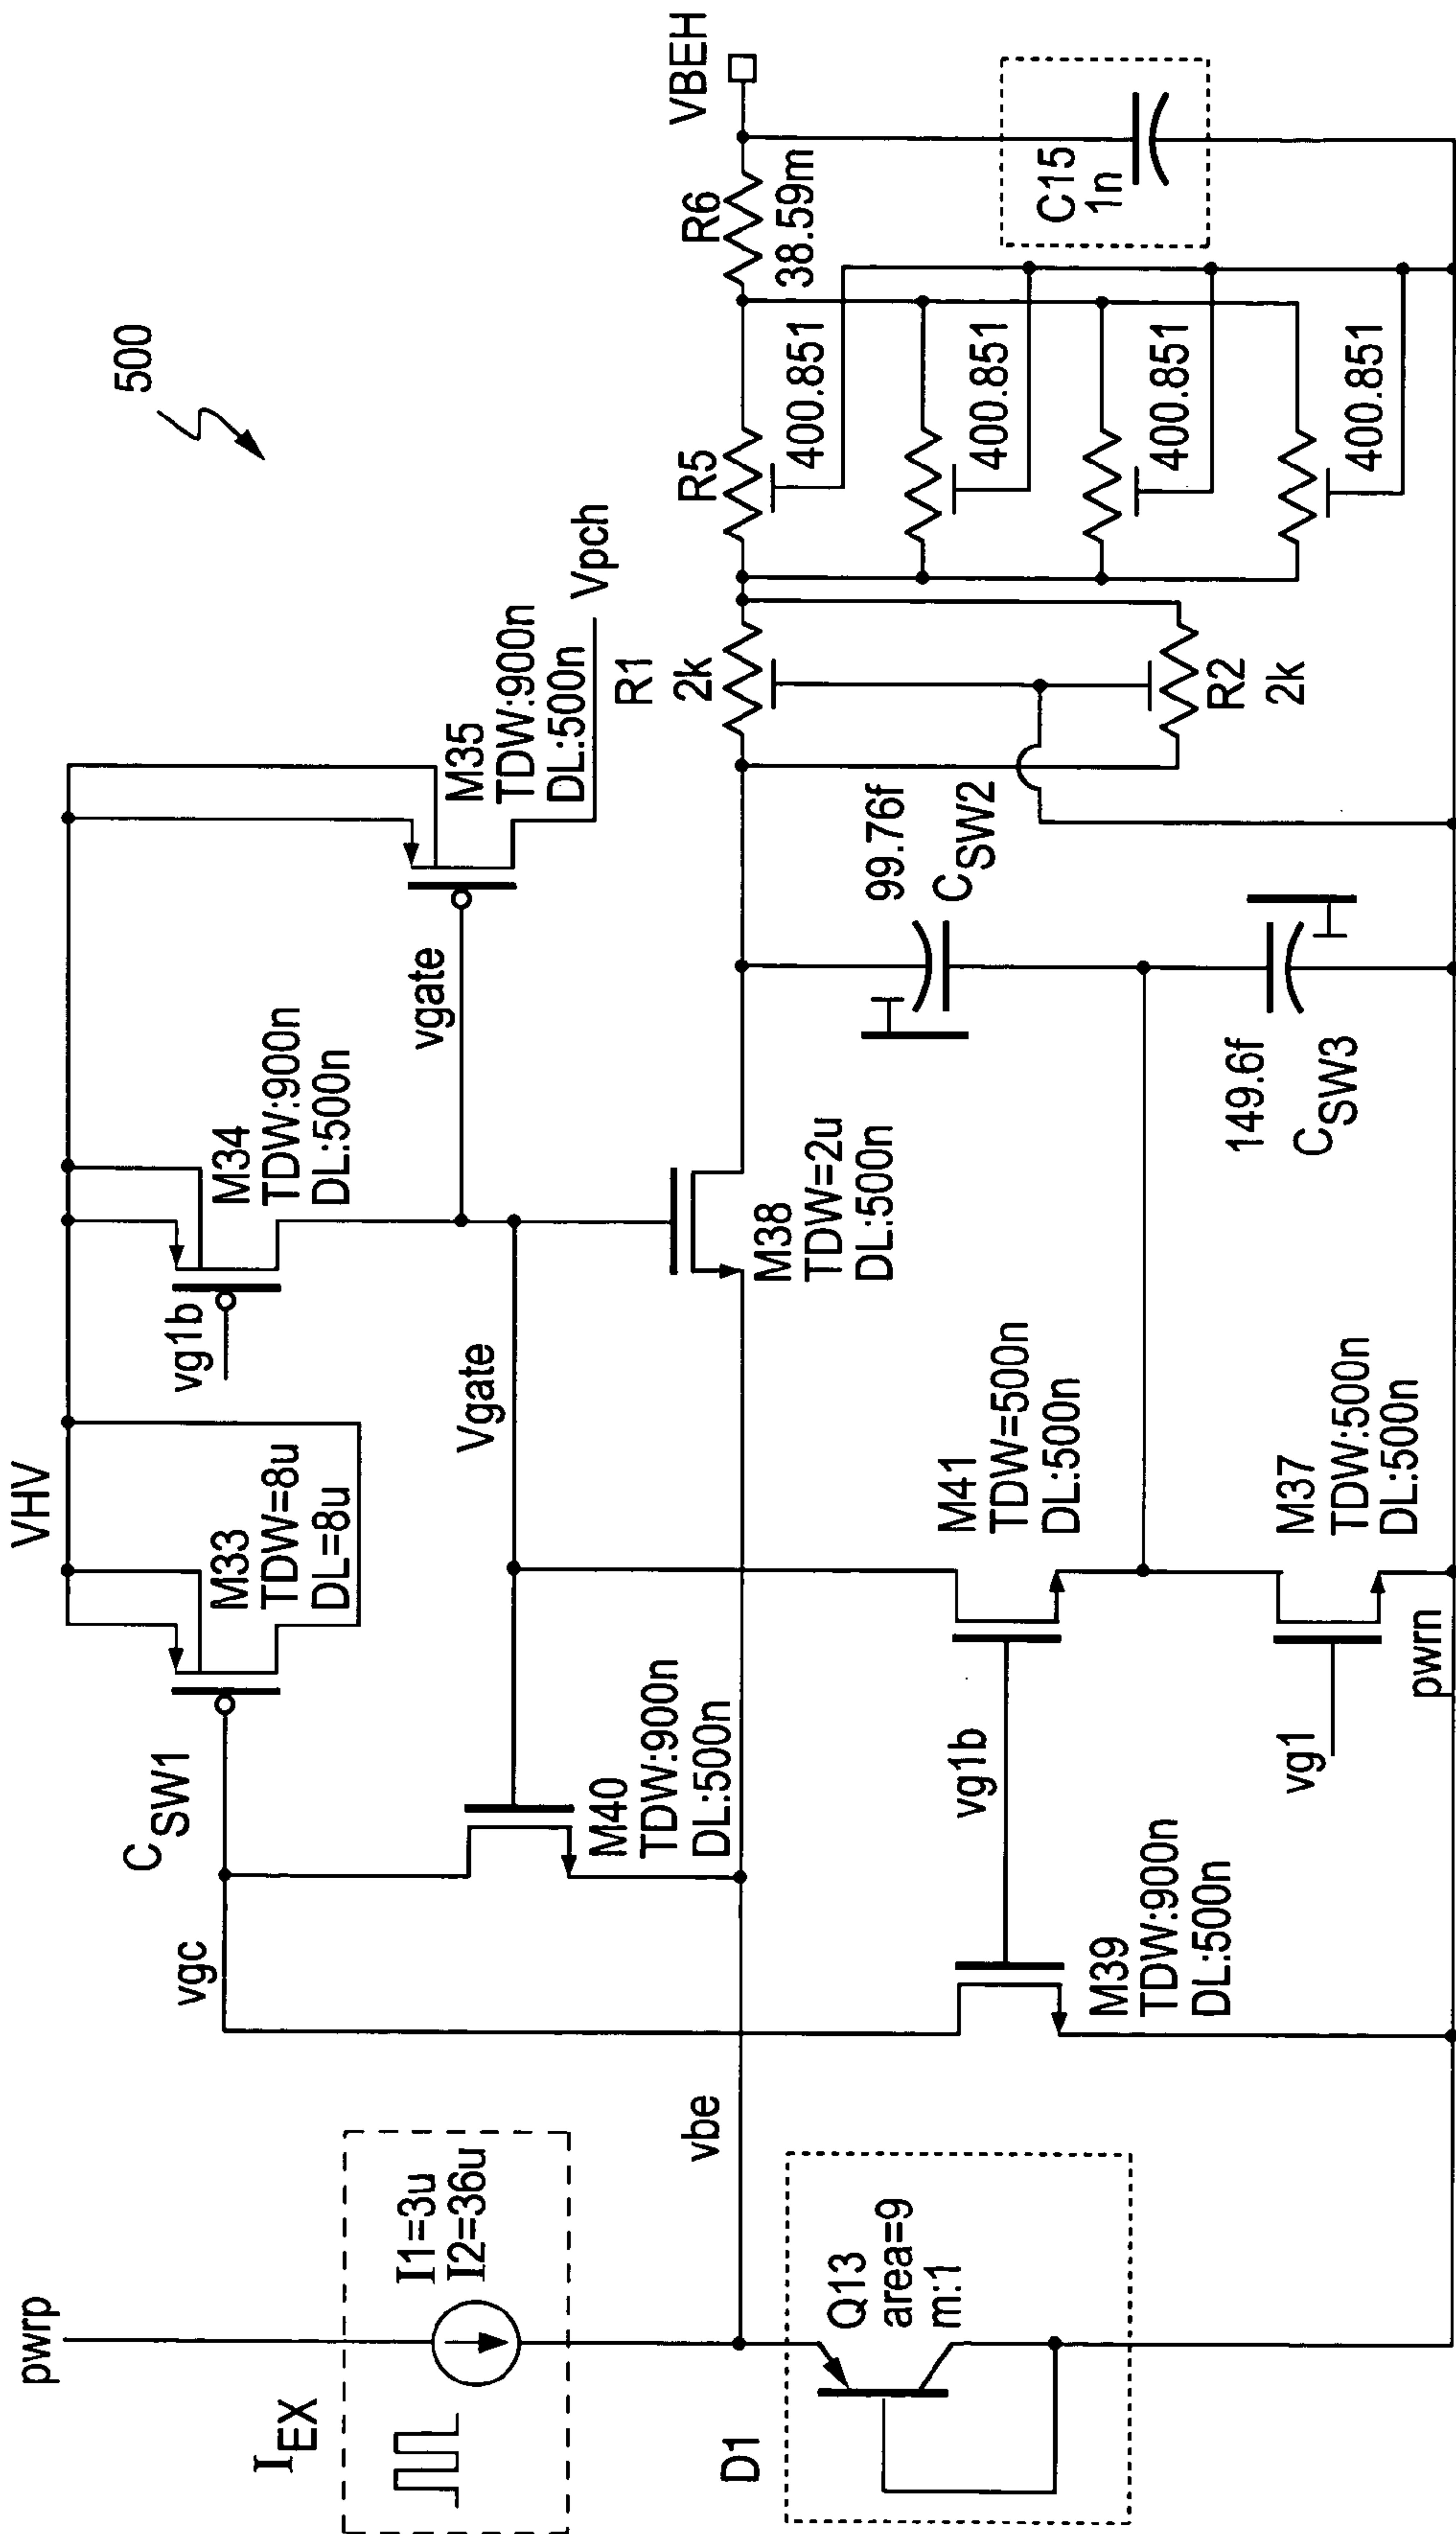 500
pwrp
I EX
I1=3u
I2=36u
D1
Q13
area=9
m:1
vbe
vgc
C SW1
VHV
M33
TDW=8u
DL=8u
vg1b
M34
TDW:900n
DL:500n
vgate
M35
TDW:900n
DL:500n
Vpch
Vgate
M40
TDW:900n
DL:500n
M38
TDW=2u
DL:500n
M39
TDW:900n
DL:500n
vg1b
M41
TDW=500n
DL:500n
vg1
M37
TDW:500n
DL:500n
pwrn
99.76f
C SW2
149.6f
C SW3
R1
2k
R2
2k
R5
400.851
400.851
400.851
400.851
R6
38.59m
VBEH
C15
1n